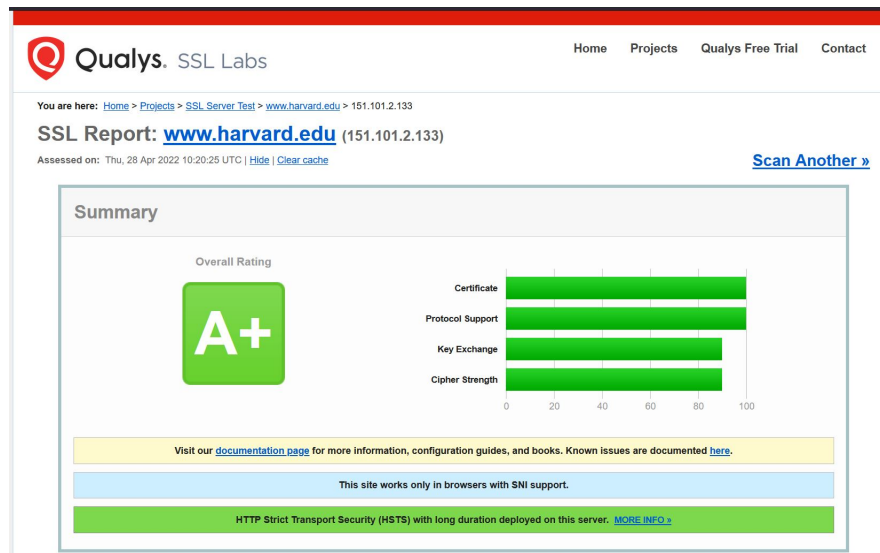 Qualys. SSL Labs
Home Projects Qualys Free Trial Contact
You are here: Home > Projects > SSL Server Test > www.harvard.edu > 151.101.2.133
SSL Report: www.harvard.edu (151.101.2.133)
Assessed on: Thu, 28 Apr 2022 10:20:25 UTC | Hide | Clear cache
Scan Another »
Summary
Overall Rating
A+
Certificate
Protocol Support
Key Exchange
Cipher Strength
0 20 40 60 80 100
Visit our documentation page for more information, configuration guides, and books. Known issues are documented here.
This site works only in browsers with SNI support.
HTTP Strict Transport Security (HSTS) with long duration deployed on this server. MORE INFO »